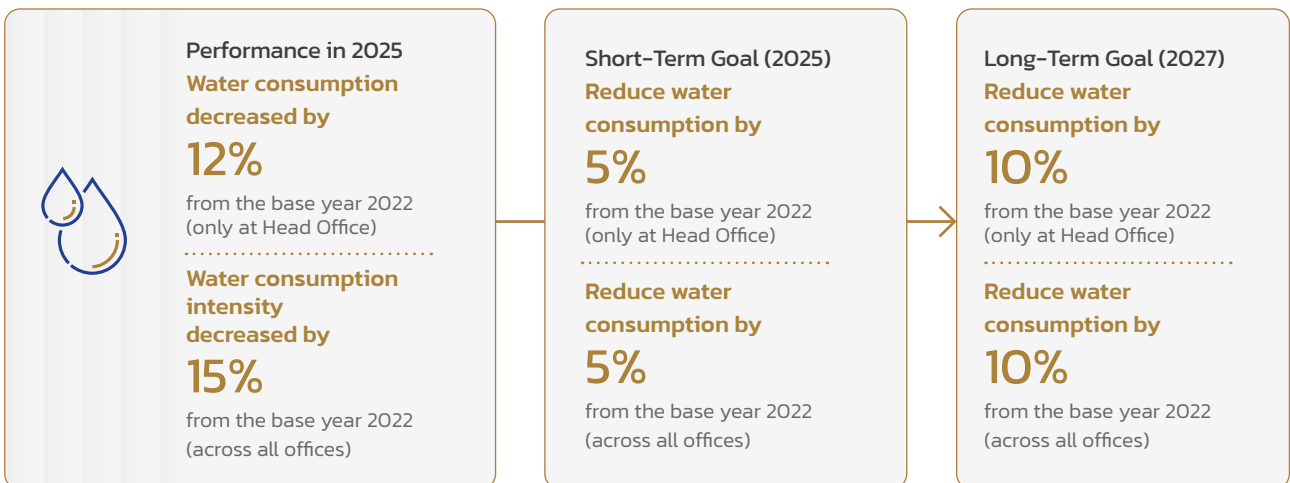 Performance in 2025
Water consumption
decreased by
12%
from the base year 2022
(only at Head Office)
Water consumption
intensity
decreased by
15%
from the base year 2022
(across all offices)
Short-Term Goal (2025)
Reduce water
consumption by
5%
from the base year 2022
(only at Head Office)
Reduce water
consumption by
5%
from the base year 2022
(across all offices)
Long-Term Goal (2027)
Reduce water
consumption by
10%
from the base year 2022
(only at Head Office)
Reduce water
consumption by
10%
from the base year 2022
(across all offices)